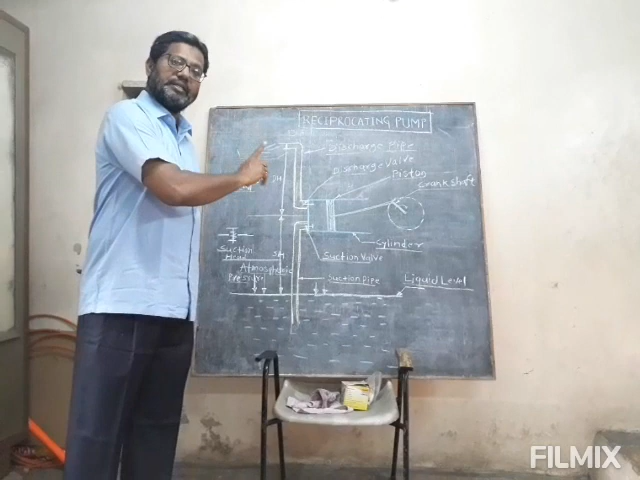 RECIPROCATING PUMP
Discharge Pipe
Discharge Valve
Piston
Crank Shaft
Cylinder
Suction
Head
Suction Valve
Atmospheric
Pressure
Suction Pipe
Liquid Level
FILMIX